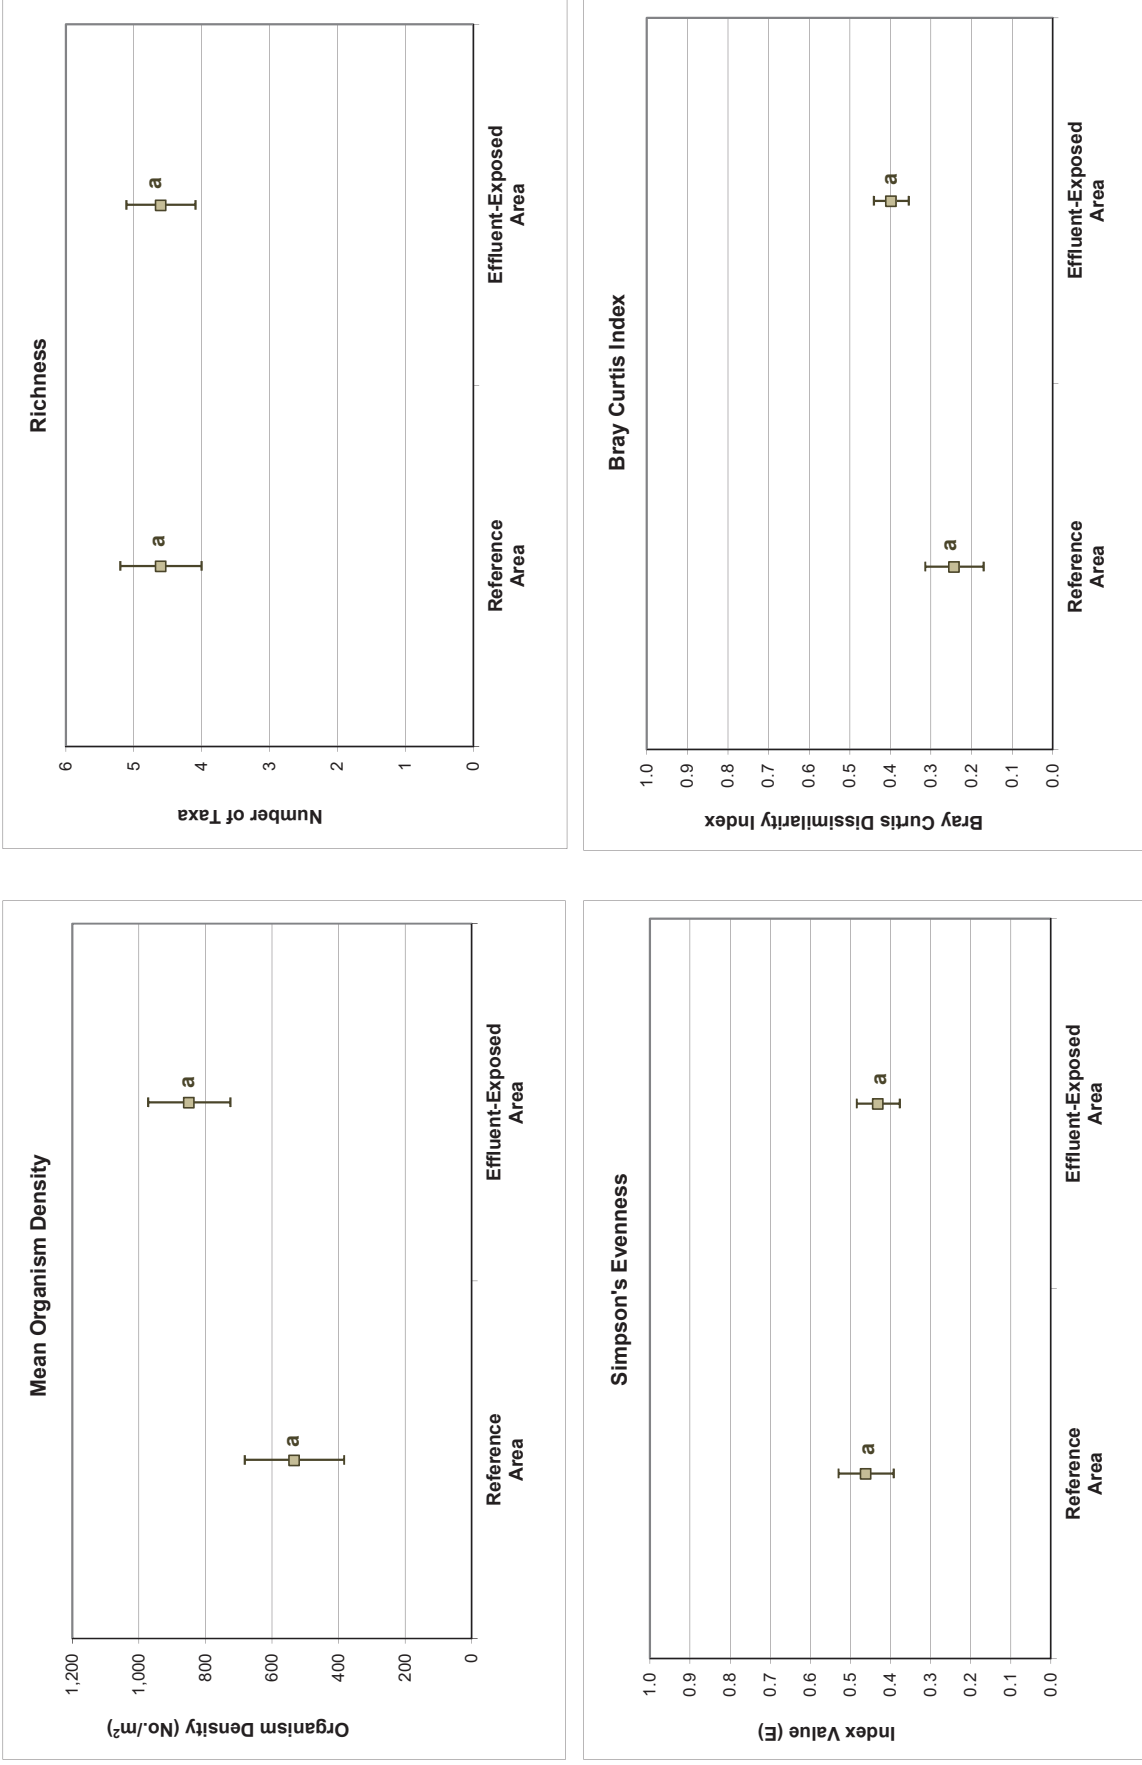 Mean Organism Density
Organism Density (No./m²)
1,200
1,000
800
600
400
200
0
a
a
Reference
Area
Effluent-Exposed
Area
Richness
Number of Taxa
6
5
4
3
2
1
0
a
a
Reference
Area
Effluent-Exposed
Area
Simpson's Evenness
Index Value (E)
1.0
0.9
0.8
0.7
0.6
0.5
0.4
0.3
0.2
0.1
0.0
a
a
Reference
Area
Effluent-Exposed
Area
Bray Curtis Index
Bray Curtis Dissimilarity Index
1.0
0.9
0.8
0.7
0.6
0.5
0.4
0.3
0.2
0.1
0.0
a
a
Reference
Area
Effluent-Exposed
Area